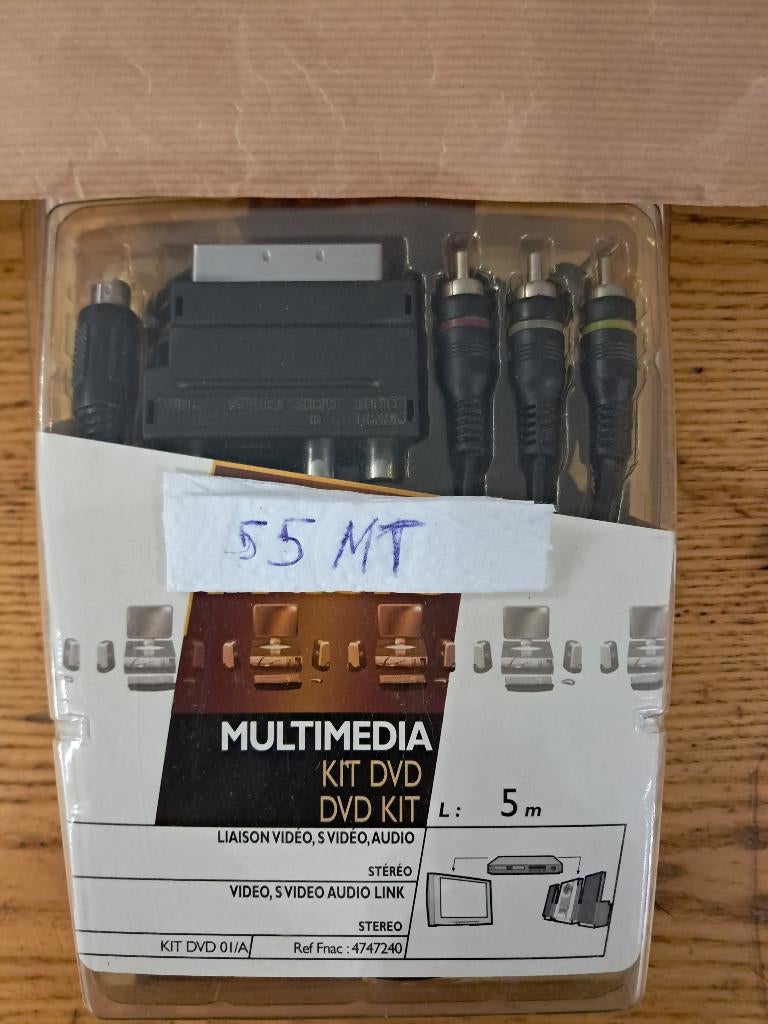 55 MT
MULTIMEDIA
KIT DVD
DVD KIT
L : 5 m
LIAISON VIDÉO, S VIDÉO, AUDIO
STÉRÉO
VIDEO, S VIDEO AUDIO LINK
STEREO
KIT DVD 01/A
Ref Fnac : 4747240